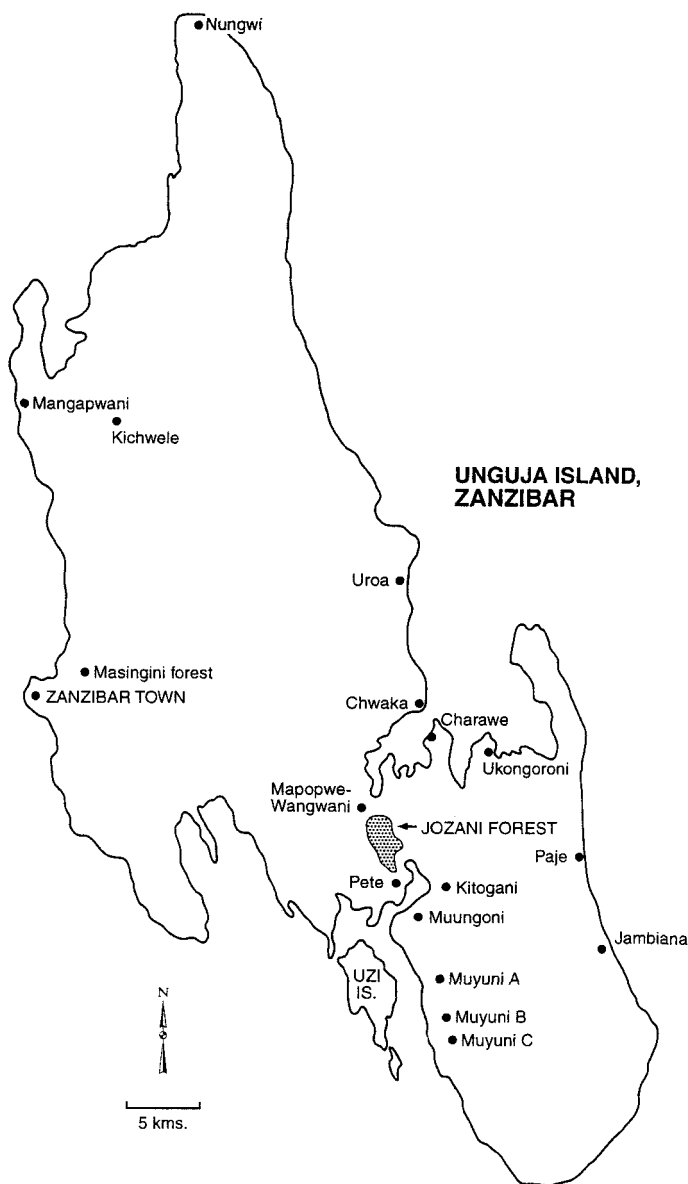 Nungwi
Mangapwani
Kichwele
UNGUJA ISLAND,
ZANZIBAR
Uroa
Masingini forest
ZANZIBAR TOWN
Chwaka
Charawe
Ukongoroni
Mapopwe-
Wangwani
JOZANI FOREST
Paje
Pete
Kitogani
Muungoni
Jambiana
UZI
IS.
Muyuni A
N
Muyuni B
Muyuni C
5 kms.